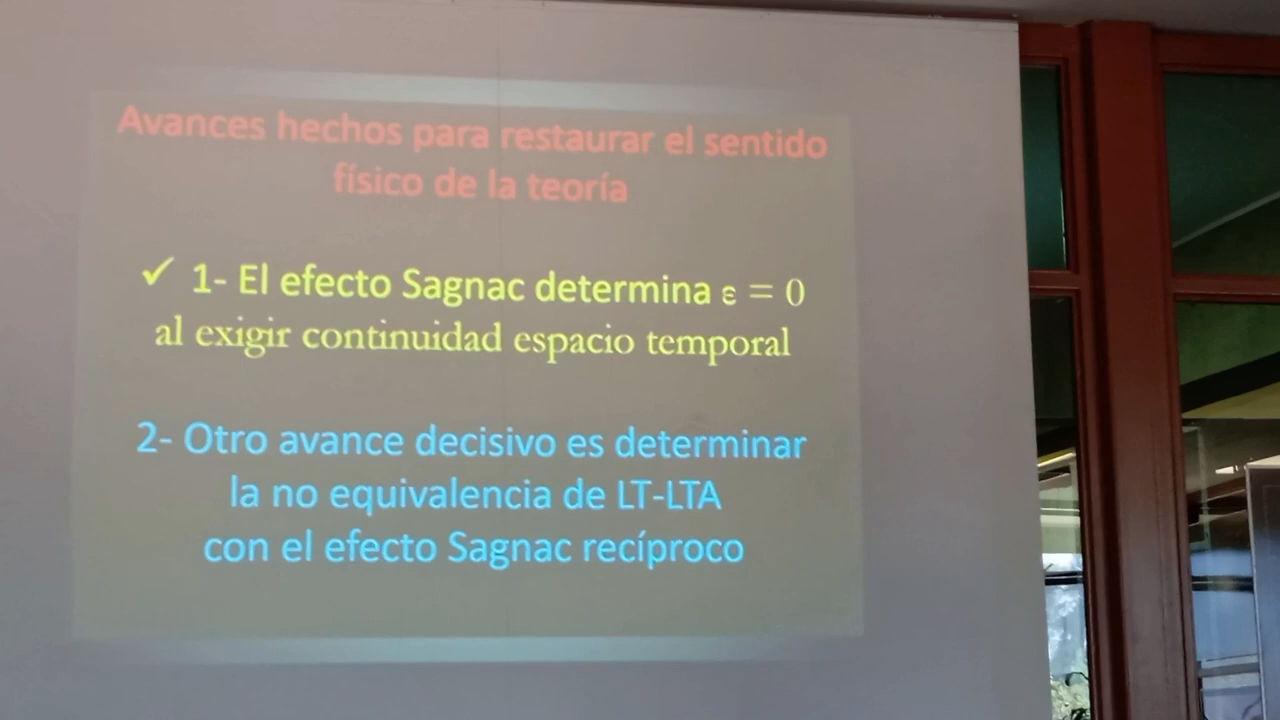 Avances hechos para restaurar el sentido
físico de la teoría
✓ 1- El efecto Sagnac determina ε = 0
al exigir continuidad espacio temporal
2- Otro avance decisivo es determinar
la no equivalencia de LT-LTA
con el efecto Sagnac recíproco